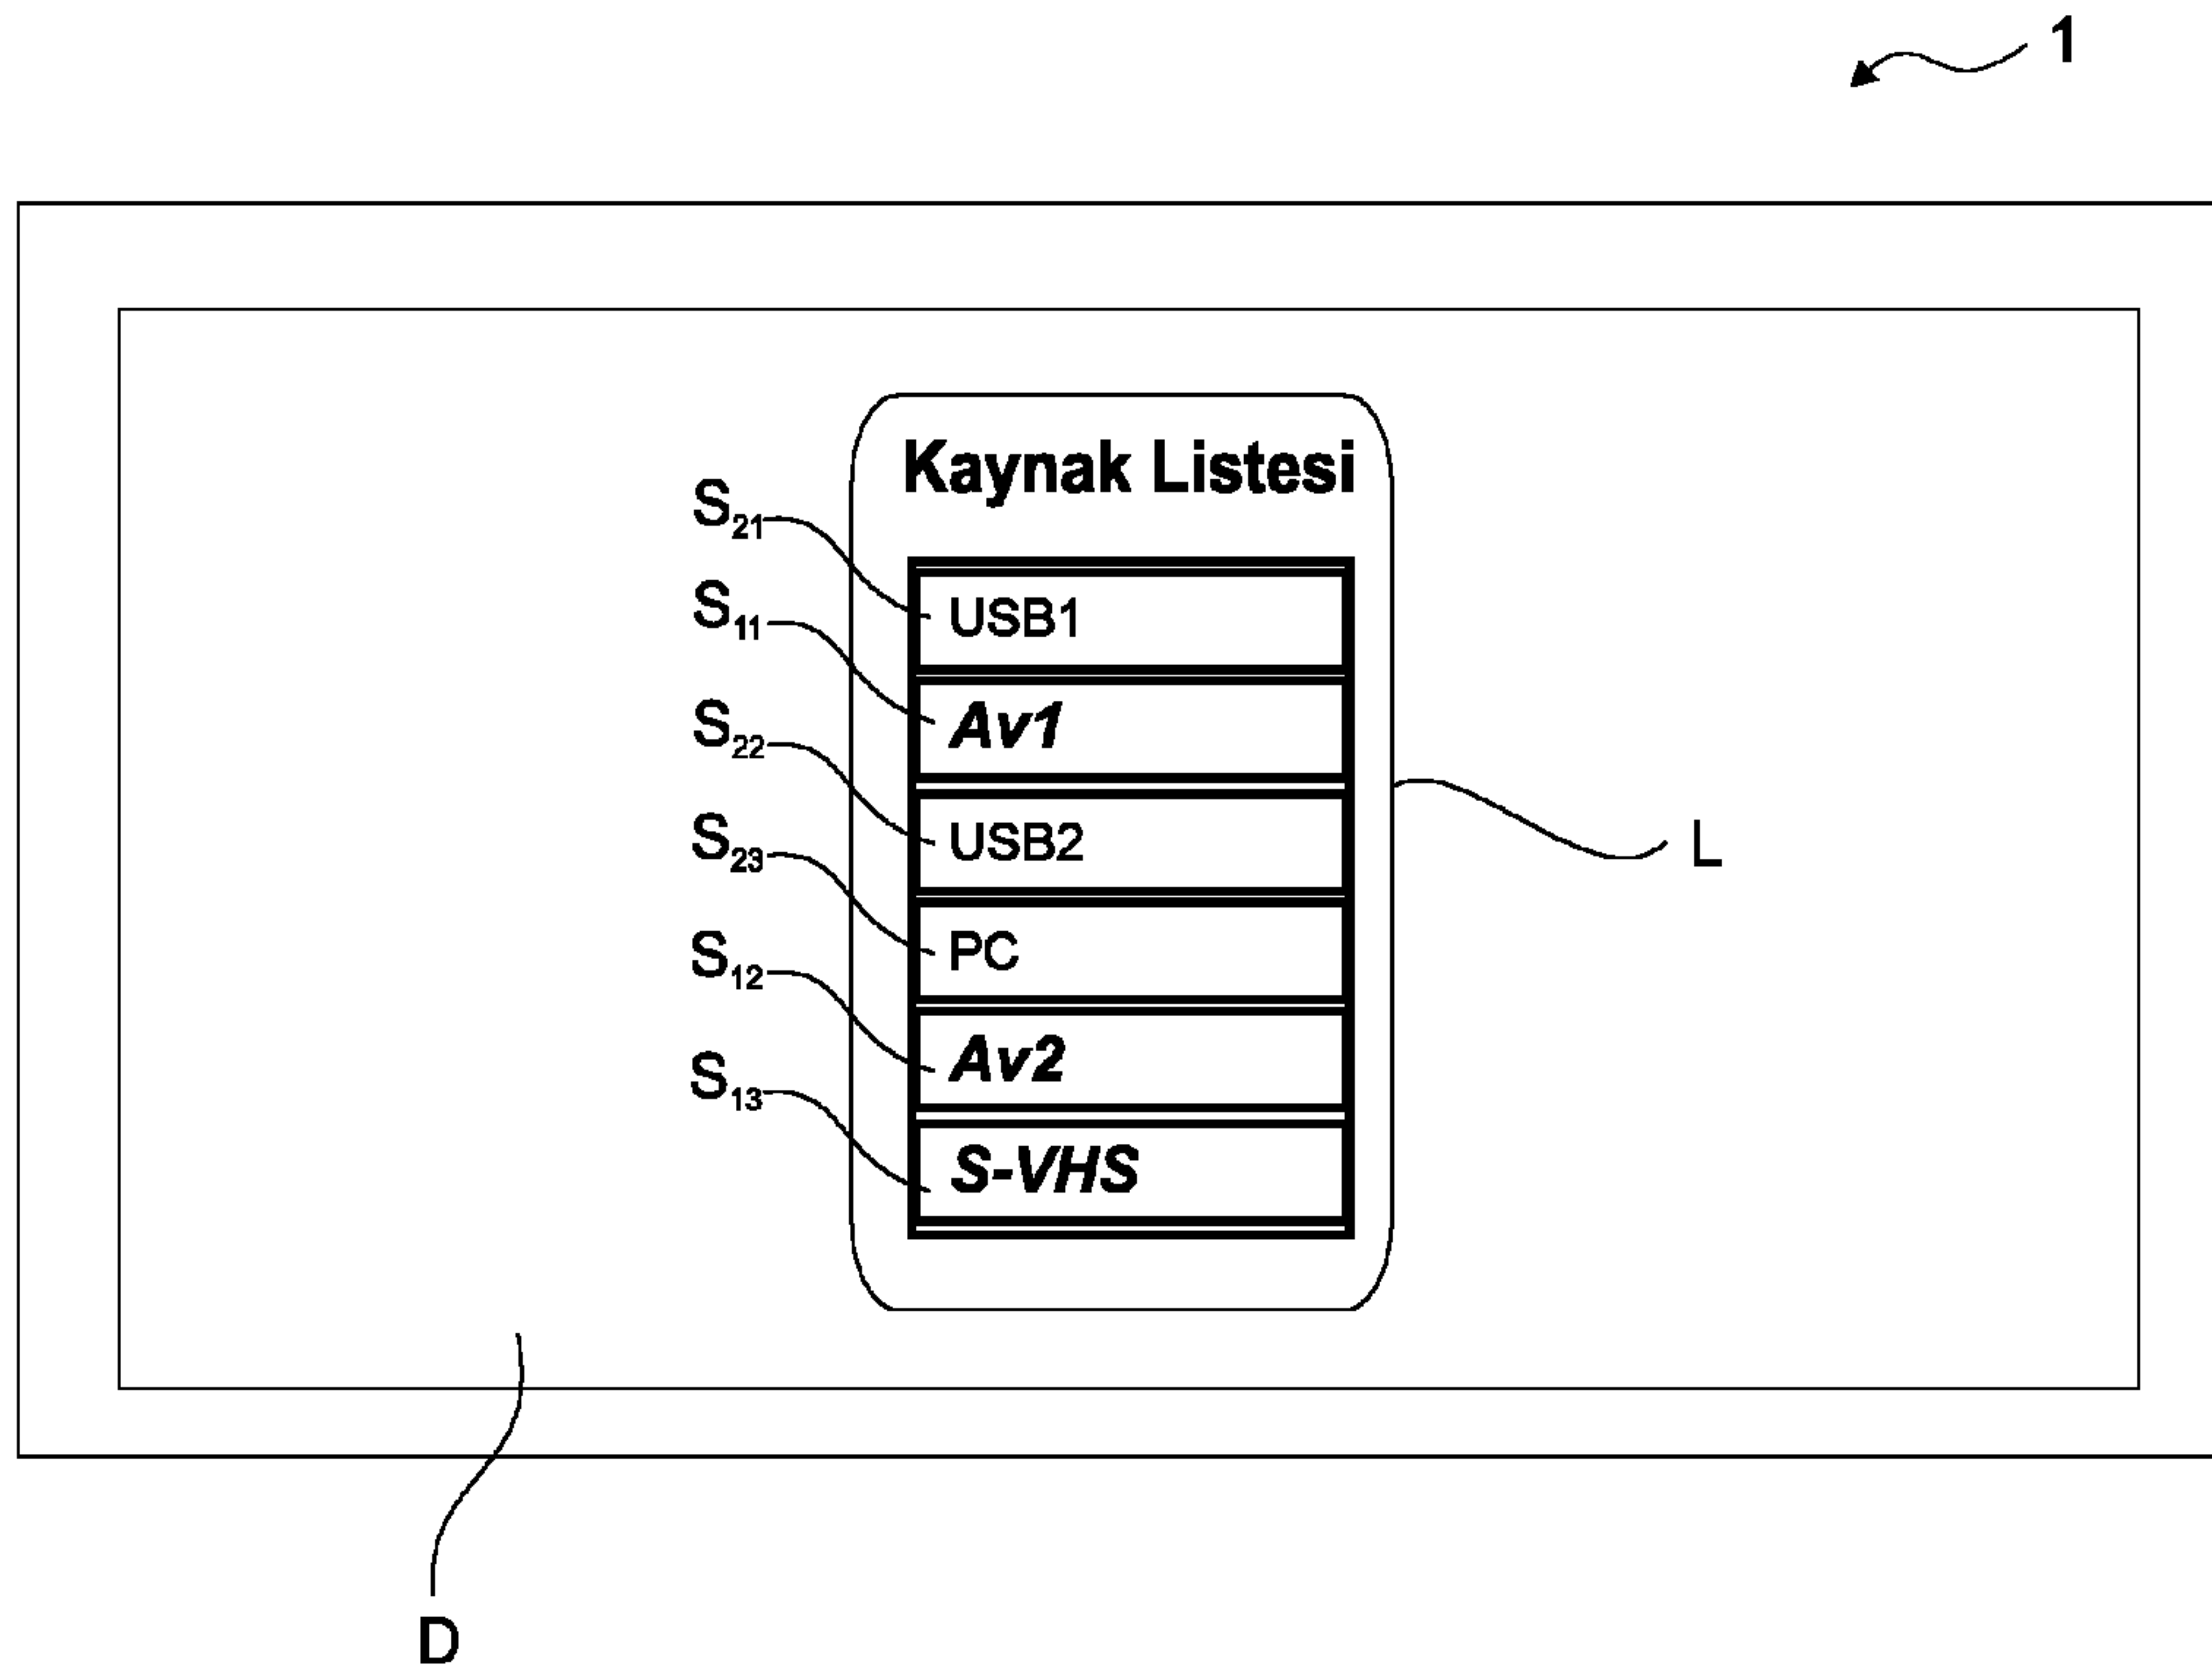 1
Kaynak Listesi
S21
USB1
S11
Av1
S22
USB2
S23
PC
L
S12
Av2
S13
S-VHS
D